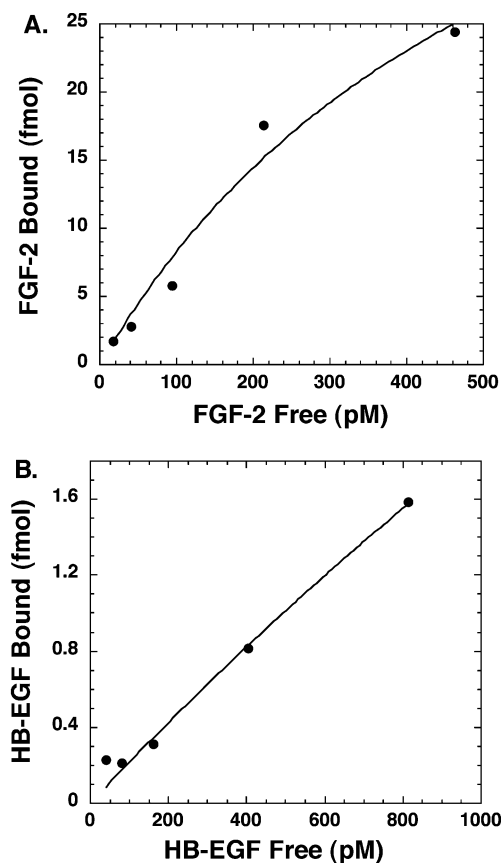 A.
25
20
15
10
5
0
FGF-2 Bound (fmol)
0 100 200 300 400 500
FGF-2 Free (pM)
B.
1.6
1.2
0.8
0.4
0
HB-EGF Bound (fmol)
0 200 400 600 800 1000
HB-EGF Free (pM)